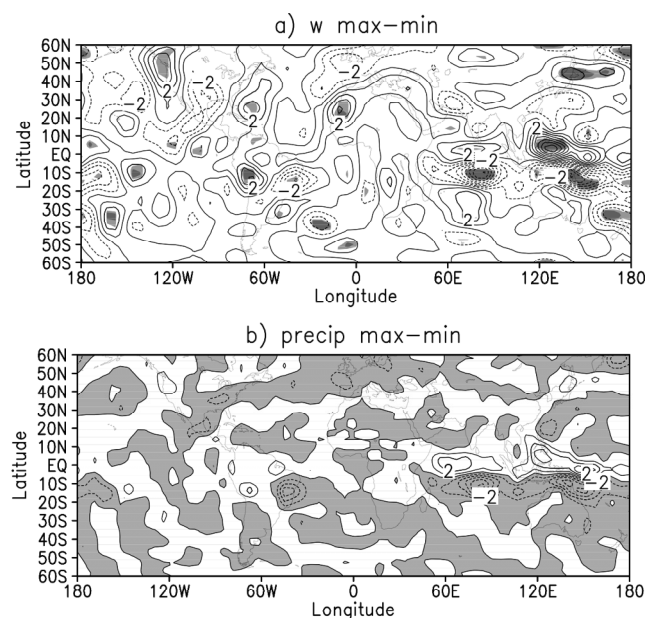 a) w max−min
60N
50N
40N
30N
20N
10N
EQ
10S
20S
30S
40S
50S
60S
Latitude
−2
−2
−2
2
2
2
2
−2
2
−2
−2
2
180
120W
60W
0
60E
120E
180
Longitude
b) precip max−min
60N
50N
40N
30N
20N
10N
EQ
10S
20S
30S
40S
50S
60S
Latitude
2
2
−2
−2
180
120W
60W
0
60E
120E
180
Longitude